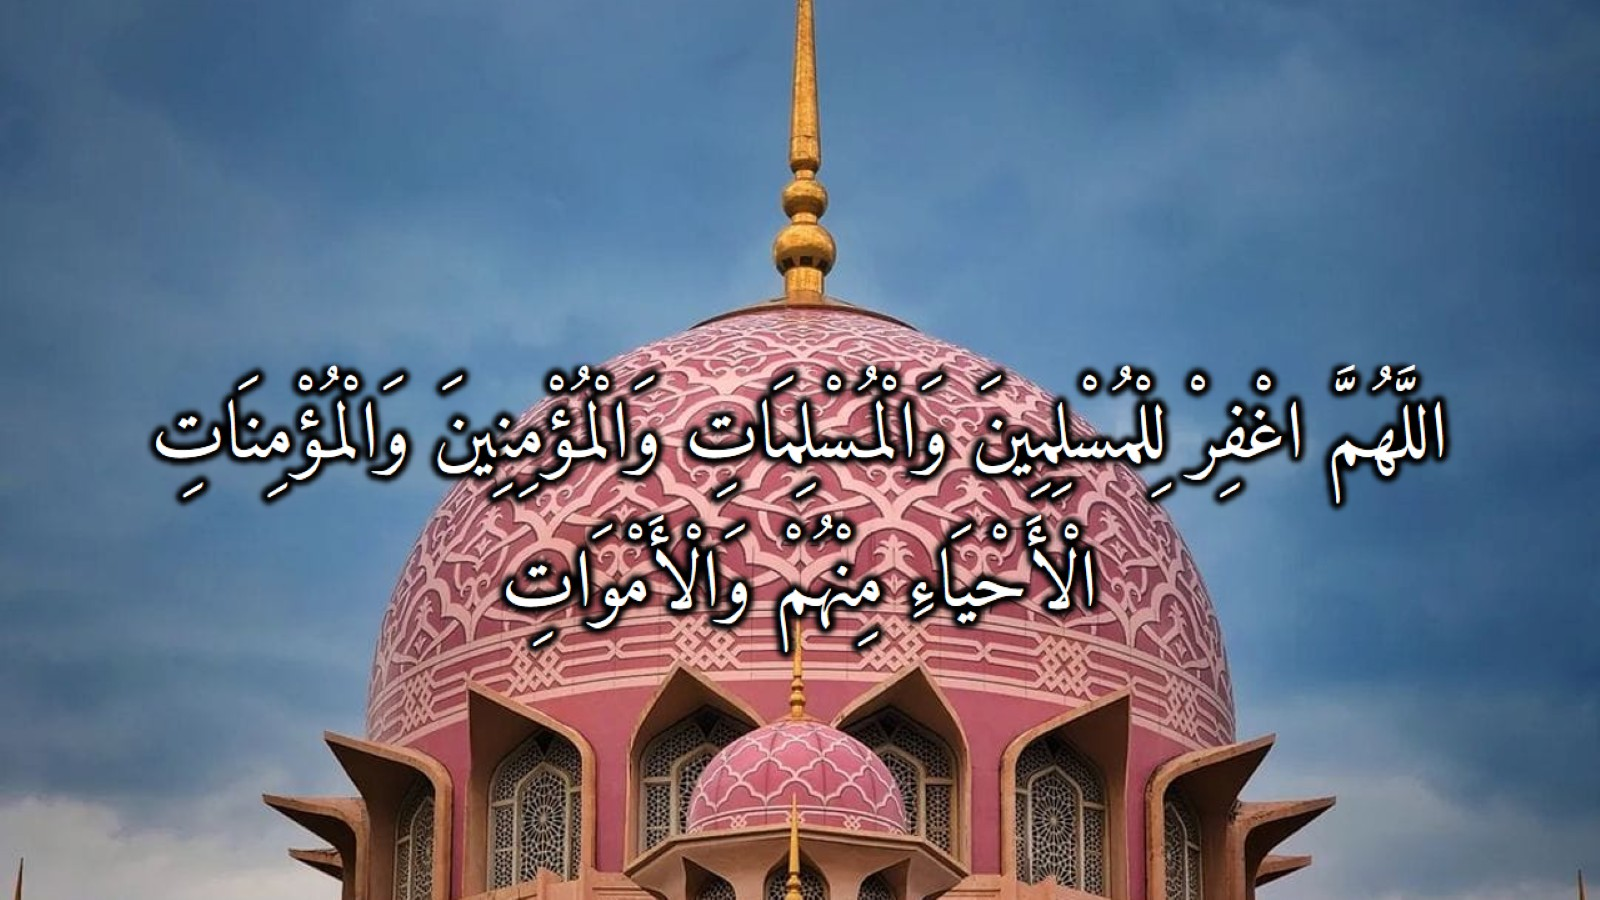 اللَّهُمَّ اغْفِرْ لِلْمُسْلِمِينَ وَالْمُسْلِمَاتِ وَالْمُؤْمِنِينَ وَالْمُؤْمِنَاتِ
الْأَحْيَاءِ مِنْهُمْ وَالْأَمْوَاتِ